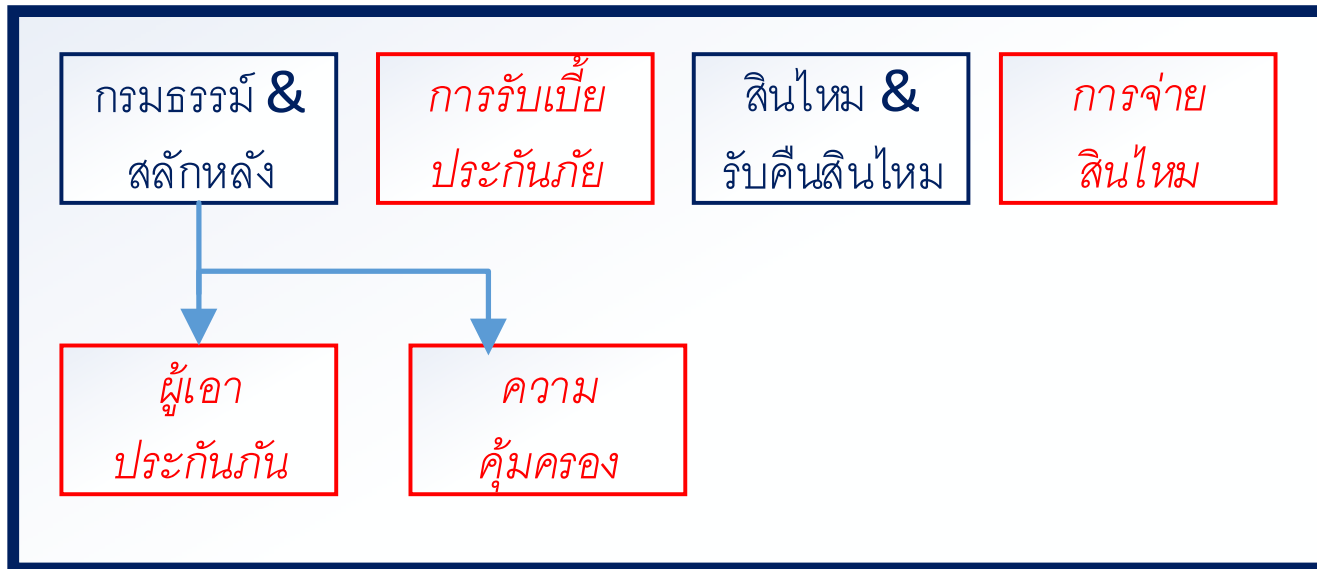 กรมธรรม์ &
สลักหลัง
การรับเบี้ย
ประกันภัย
สินไหม &
รับคืนสินไหม
การจ่าย
สินไหม
ผู้เอา
ประกันภัน
ความ
คุ้มครอง